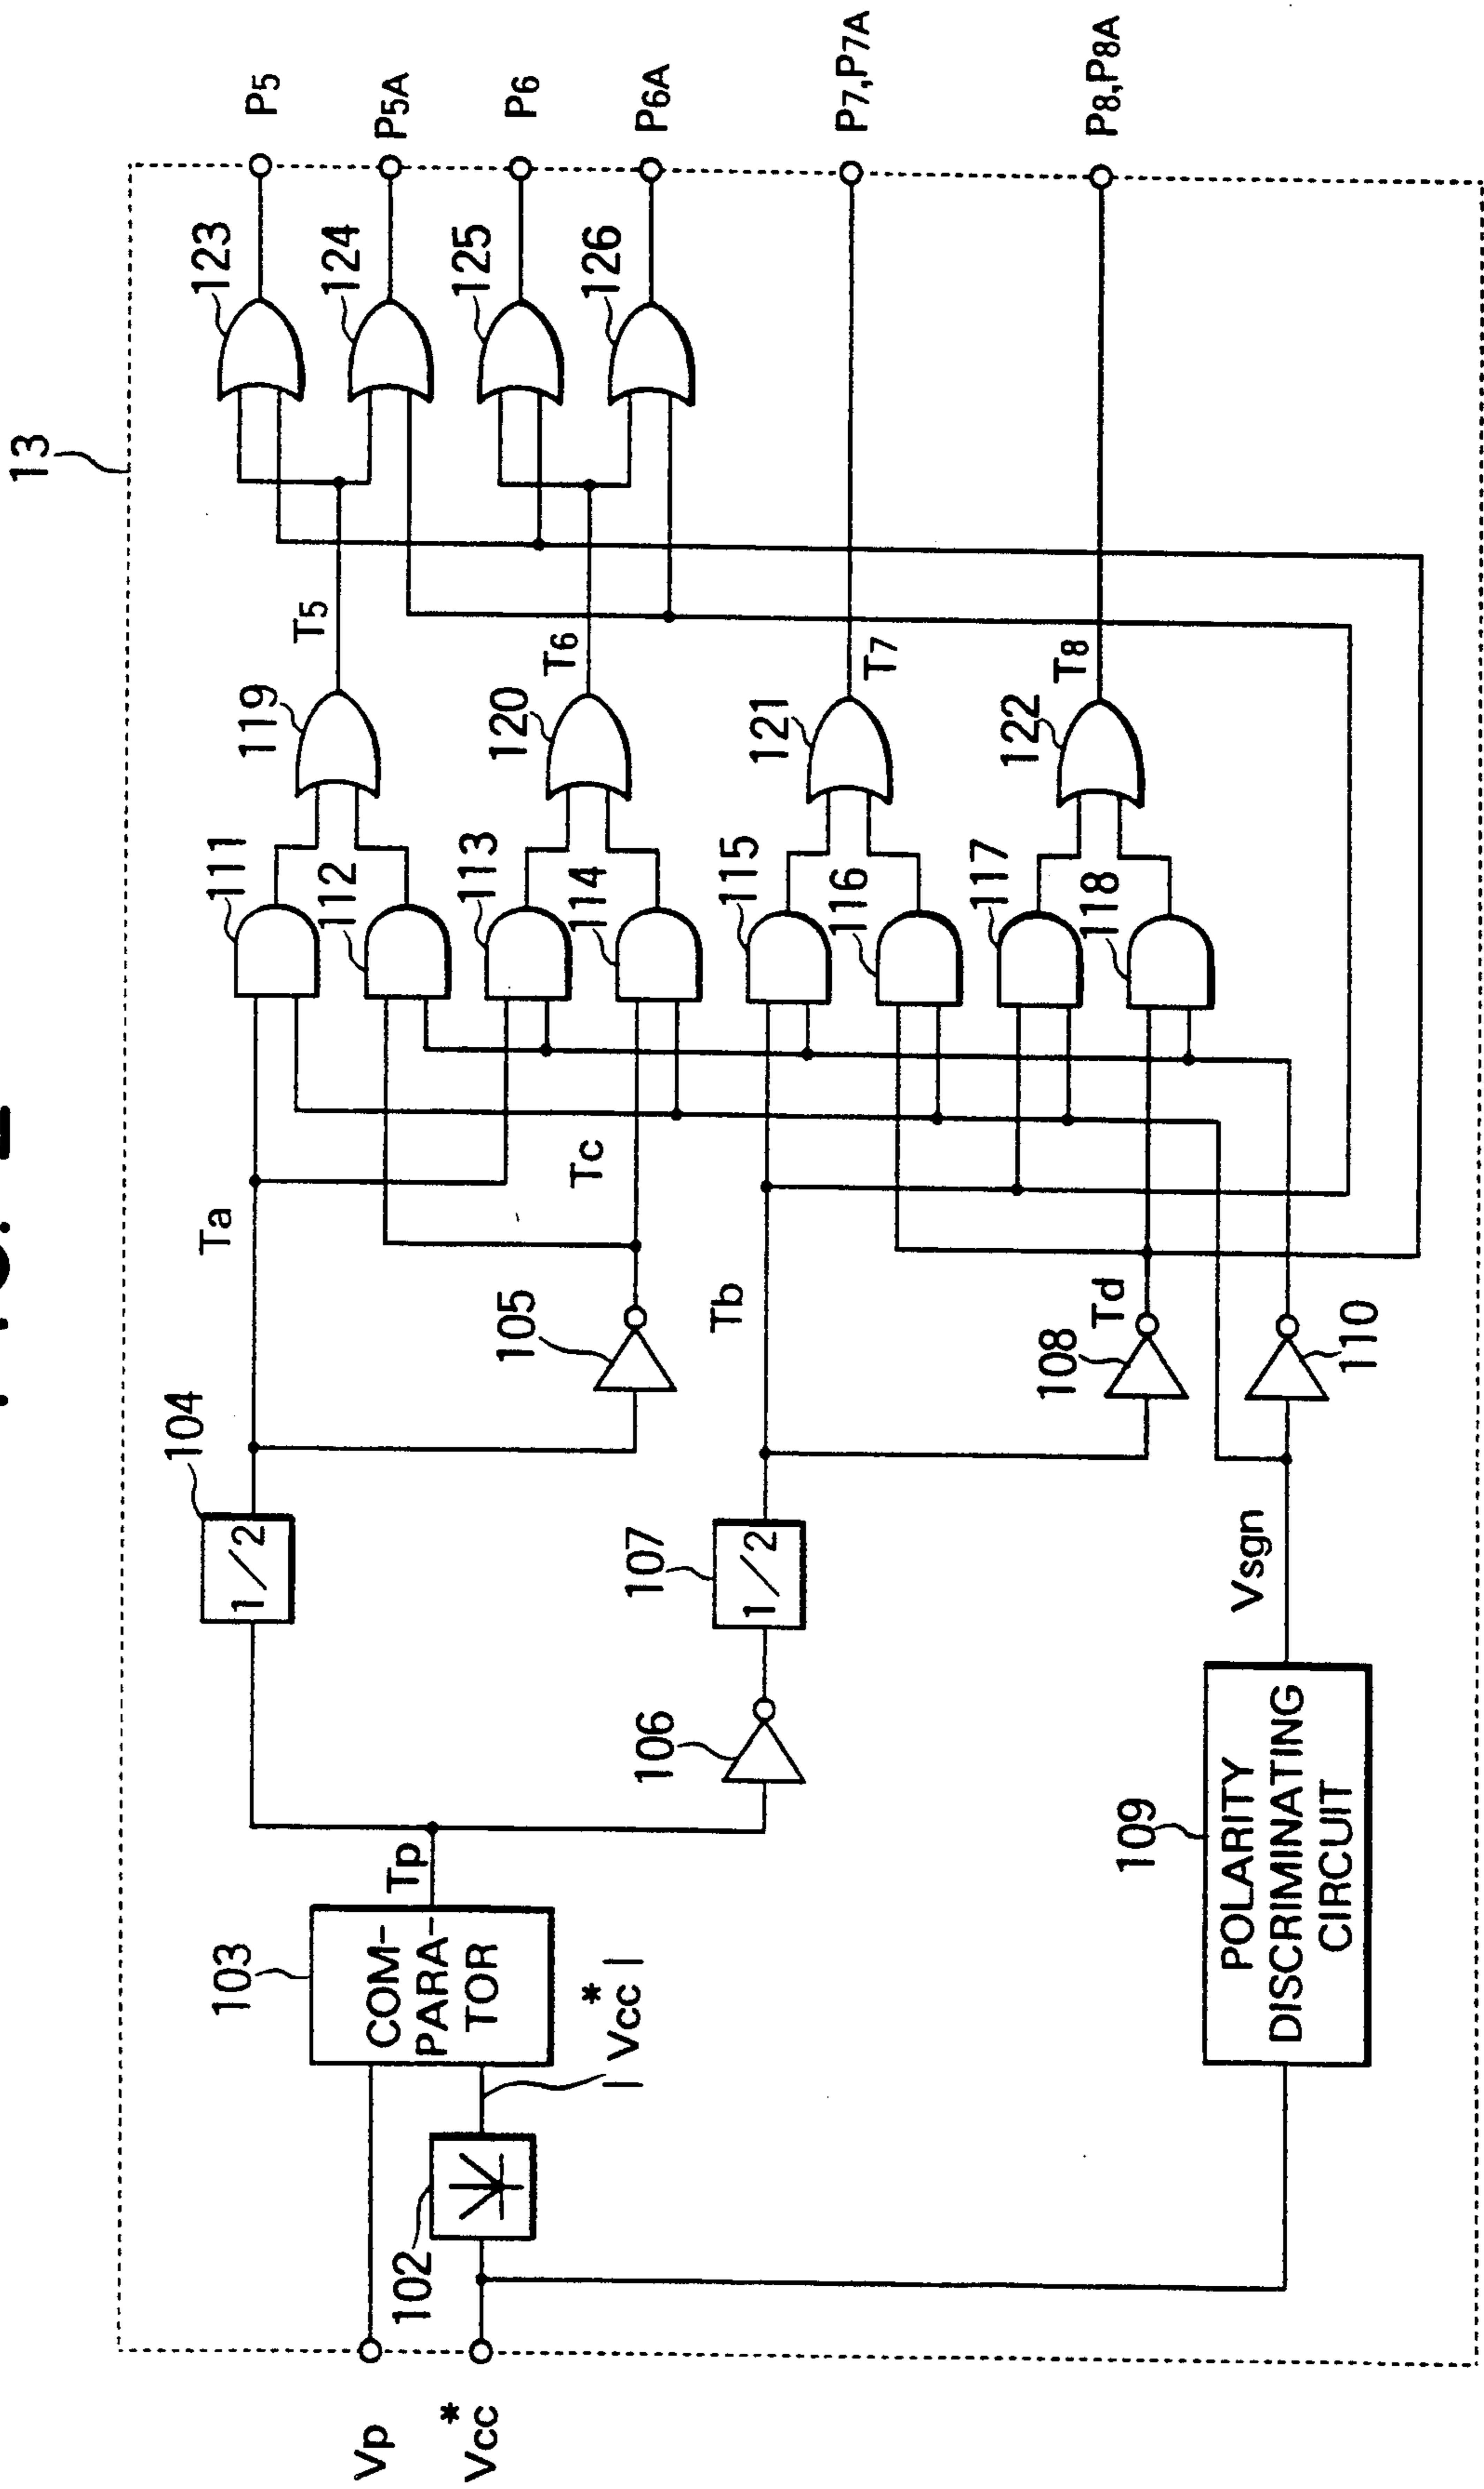 13
Vp
Vcc*
102
| Vcc* |
103
COM-
PARA-
TOR
Tp
104
1/2
105
106
107
1/2
108
109
POLARITY
DISCRIMINATING
CIRCUIT
Vsgn
110
Ta
Tb
Tc
Td
111
112
113
114
115
116
117
118
119
120
121
122
T5
T6
T7
T8
123
124
125
126
P5
P5A
P6
P6A
P7,P7A
P8,P8A